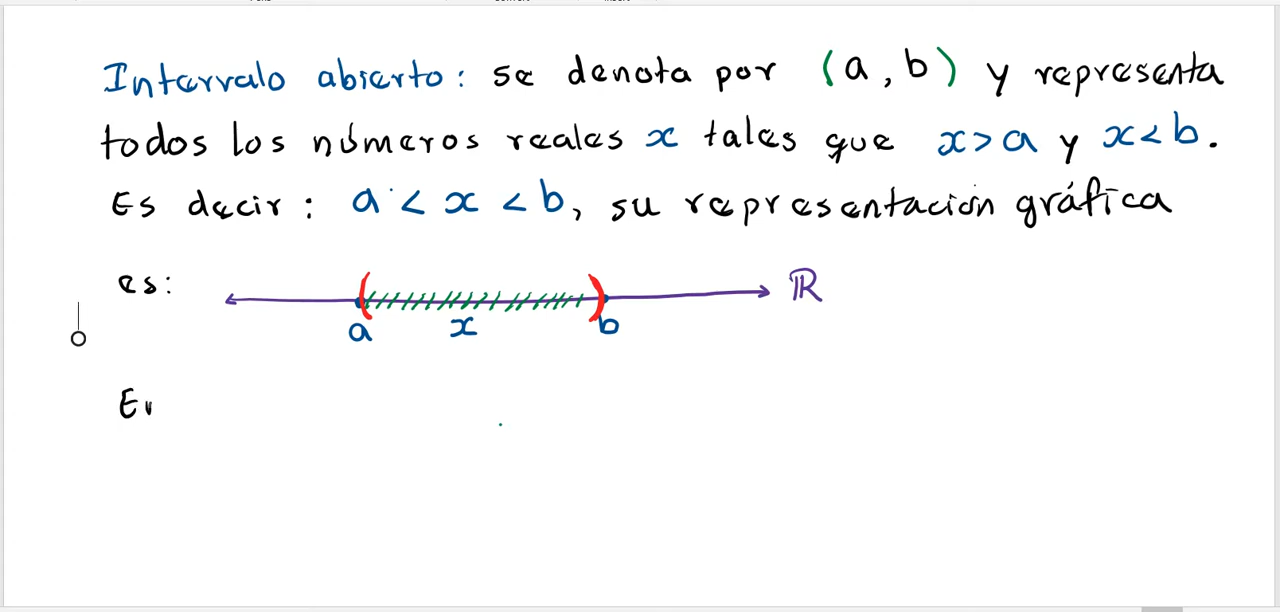 Intervalo abierto: se denota por (a, b) y representa
todos los números reales x tales que x>a y x<b.
Es decir: a < x < b, su representación gráfica
es:
ℝ
a x b